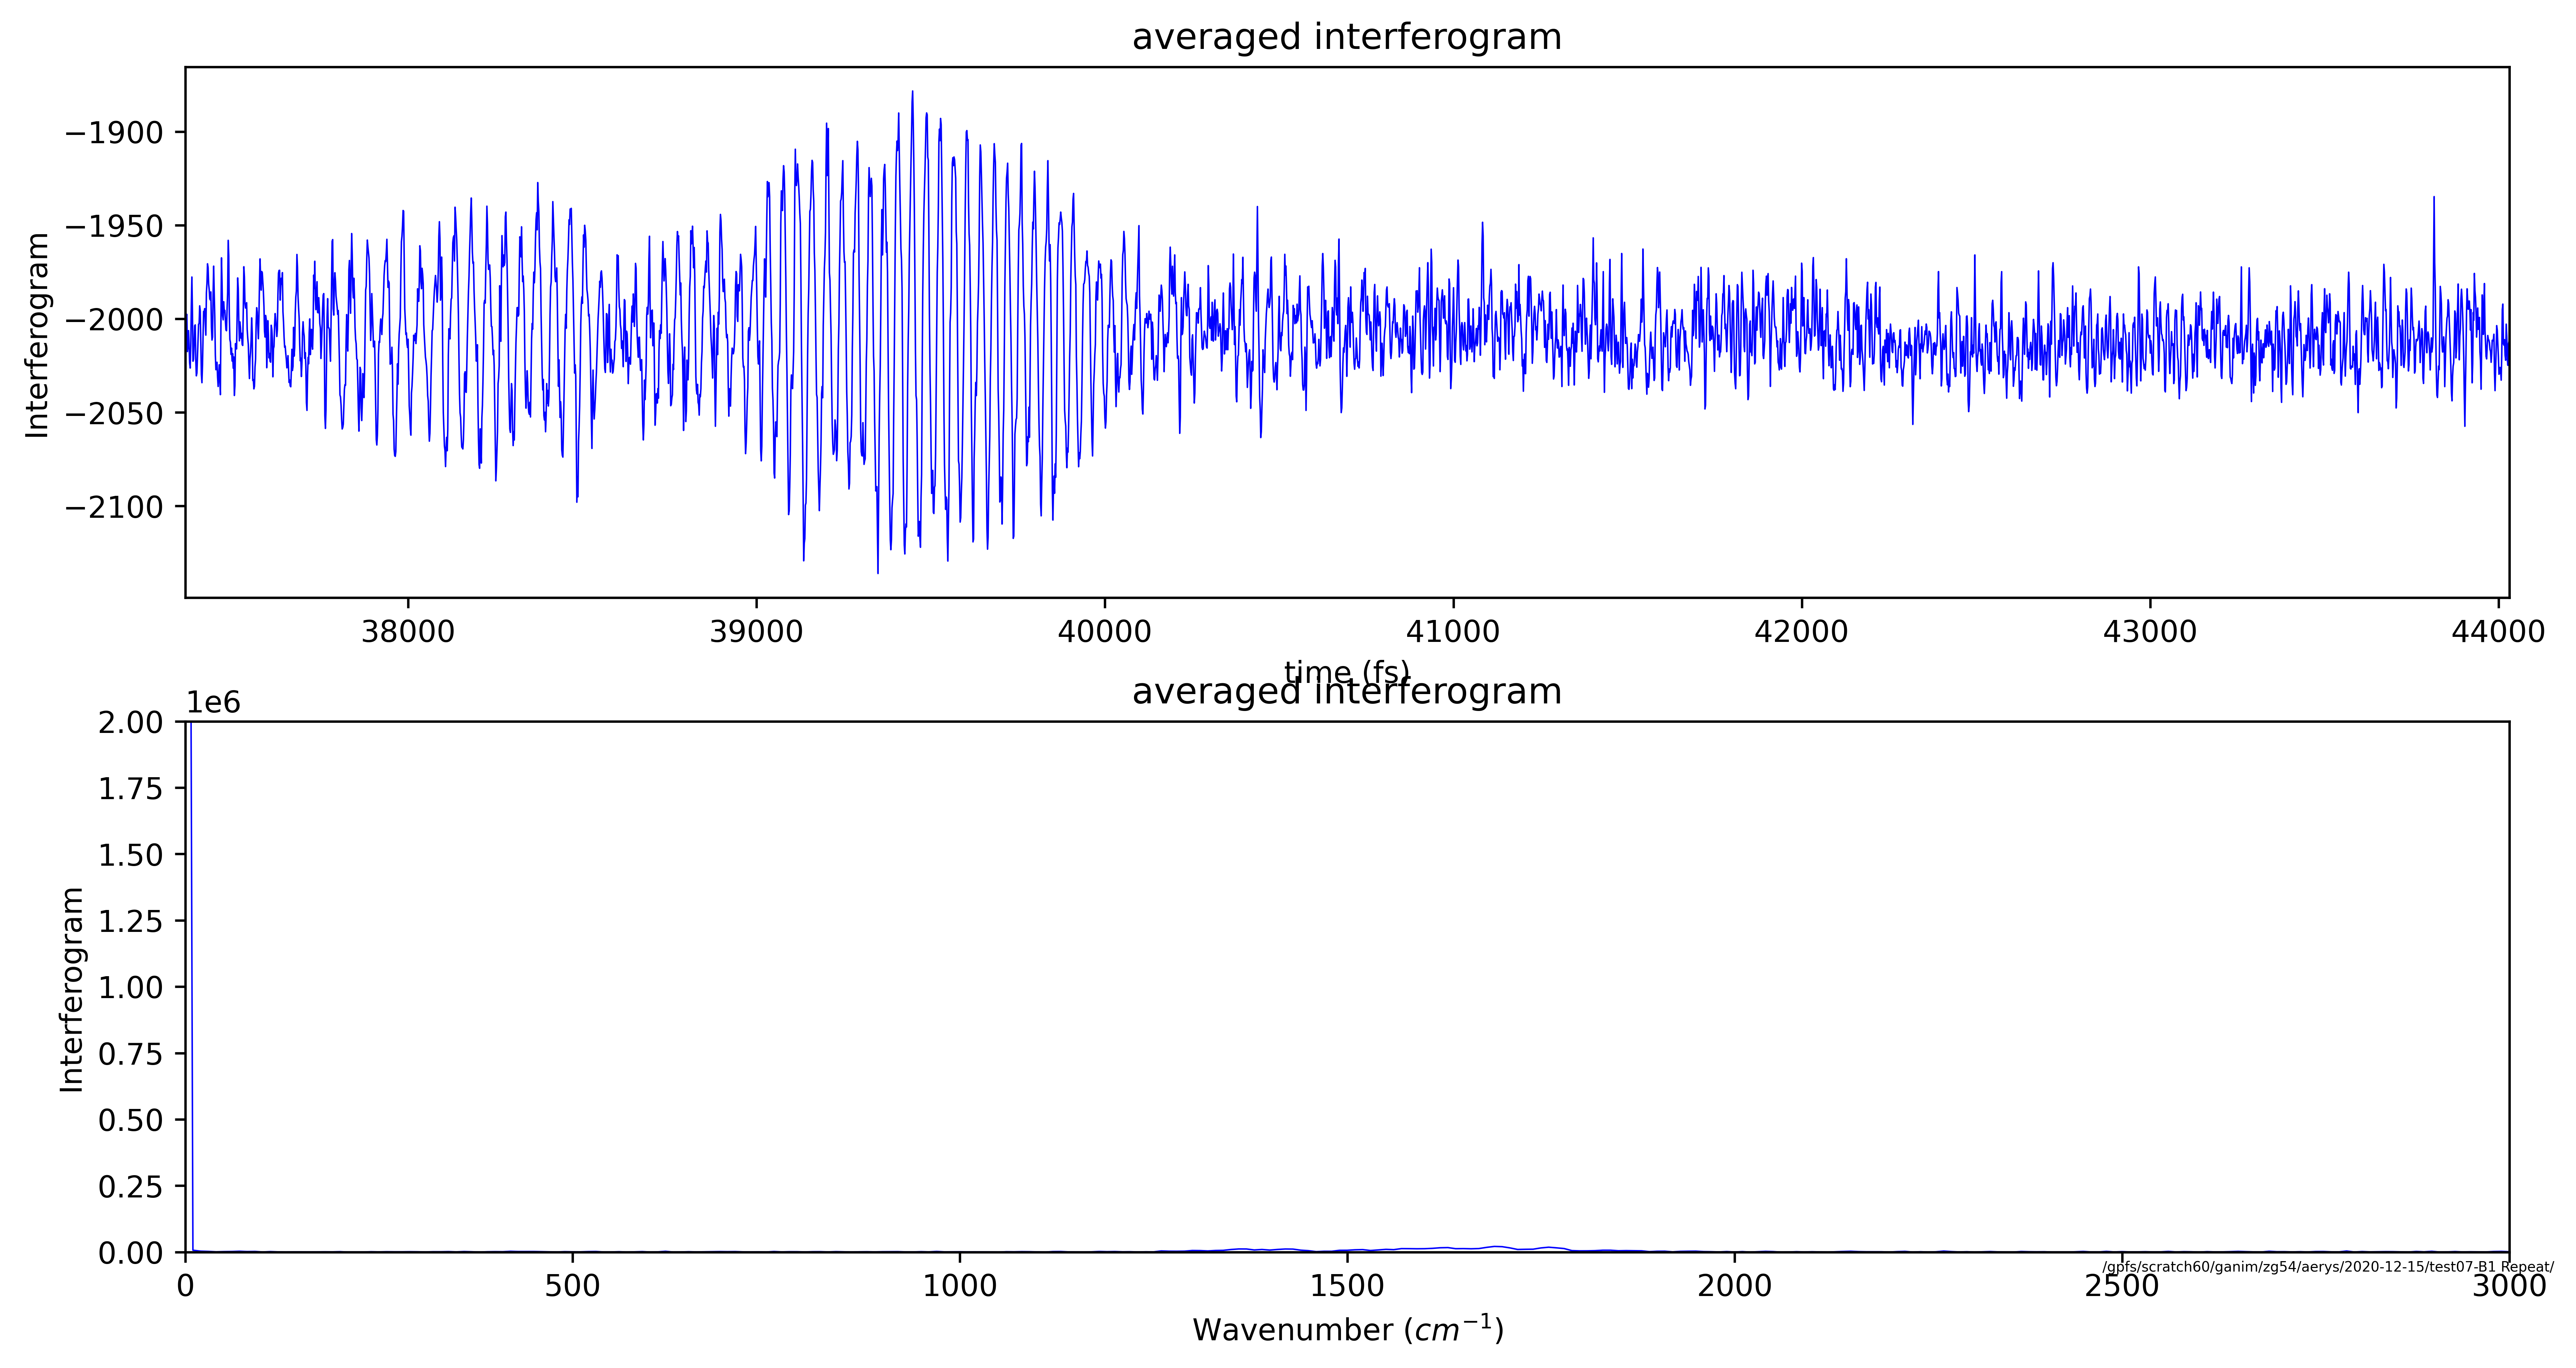 averaged interferogram
Interferogram
−1900
−1950
−2000
−2050
−2100
38000 39000 40000 41000 42000 43000 44000
time (fs)
averaged interferogram
1e6
Interferogram
2.00
1.75
1.50
1.25
1.00
0.75
0.50
0.25
0.00
/gpfs/scratch60/ganim/zg54/aerys/2020-12-15/test07-B1 Repeat/
0 500 1000 1500 2000 2500 3000
Wavenumber (cm⁻¹)